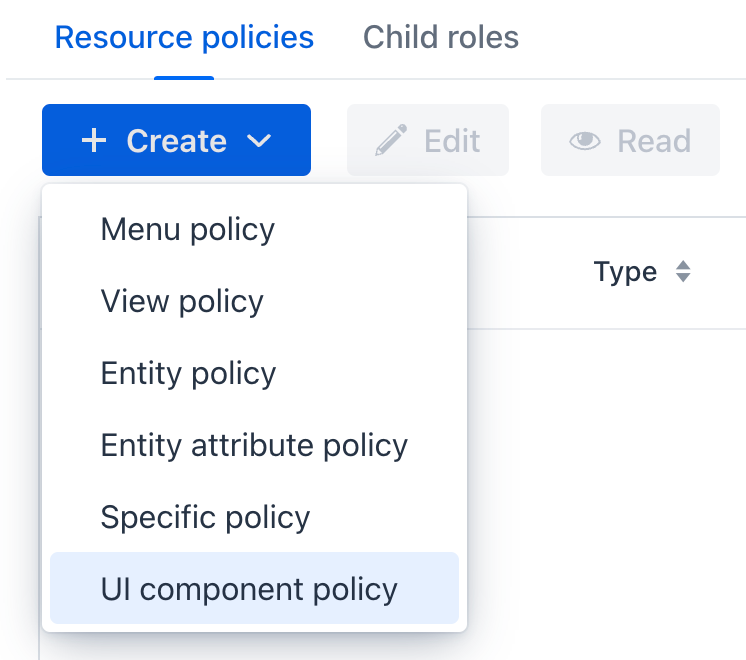 Resource policies Child roles
Create Edit Read
Menu policy
View policy
Type
Entity policy
Entity attribute policy
Specific policy
UI component policy